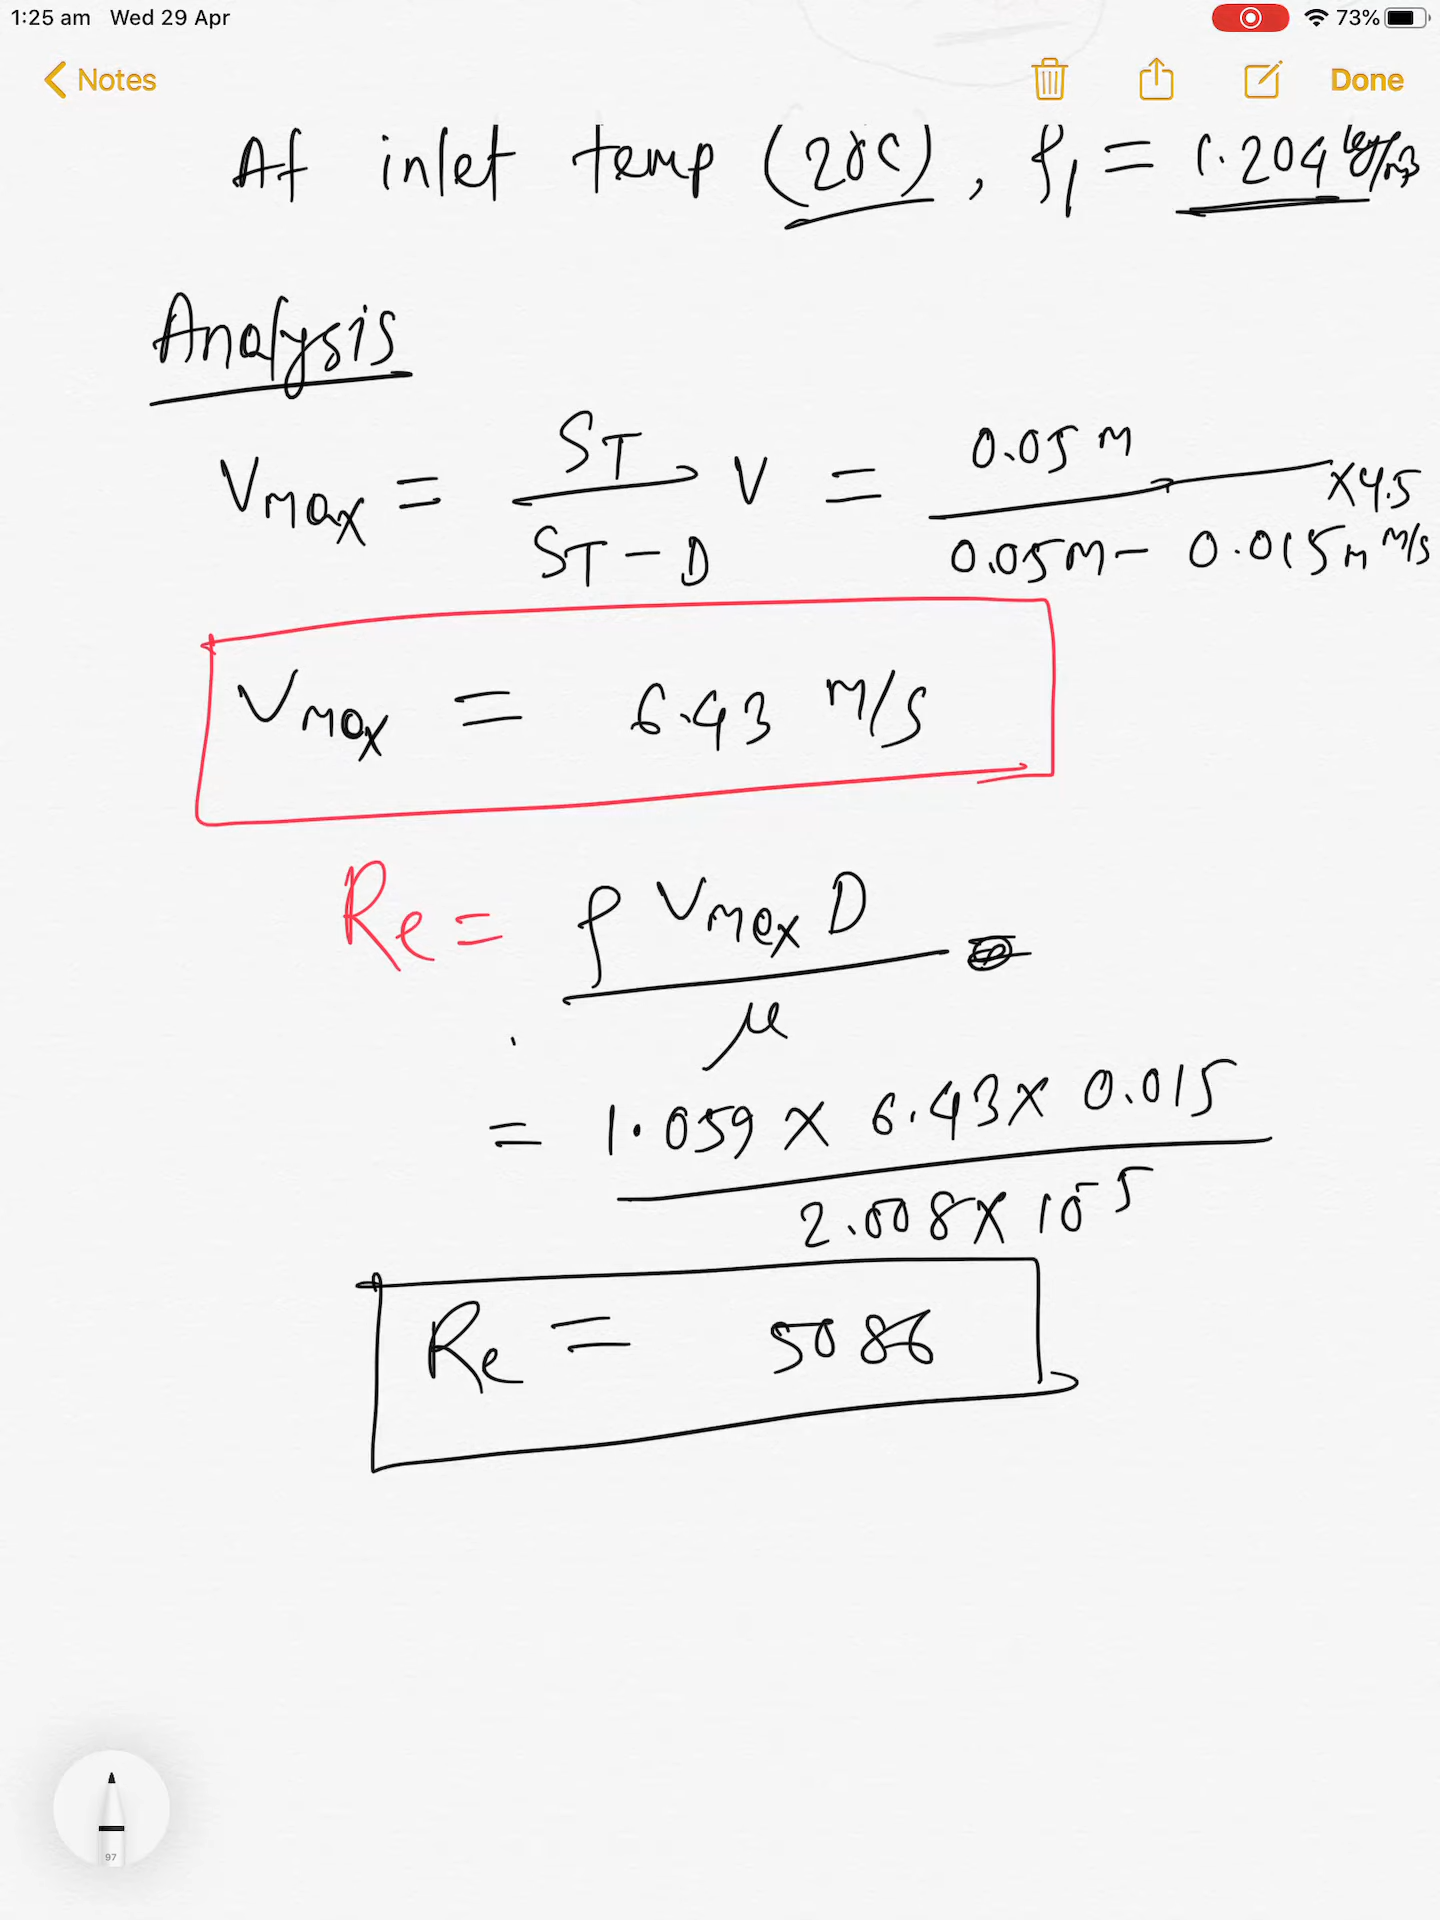 1:25 am Wed 29 Apr 73%
Notes Done
At inlet temp (20°C), ρ₁ = 1.204 kg/m³
Analysis
Vmax = ST / ST - D V = 0.05 m / 0.05m - 0.015m × 4.5 m/s
Vmax = 6.43 m/s
Re = ρ Vmax D / μ
= 1.059 × 6.43 × 0.015 / 2.008 × 10⁻⁵
Re = 5086
97